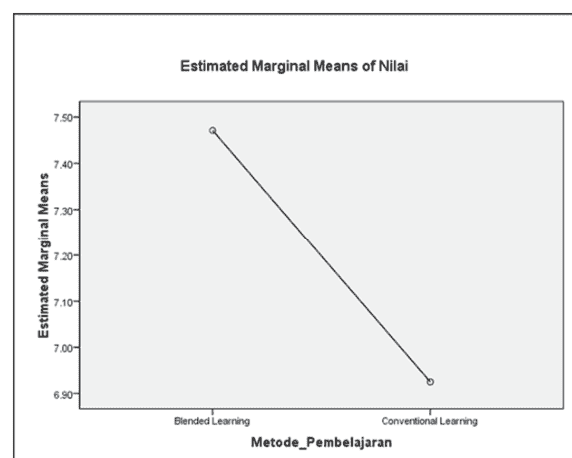 Estimated Marginal Means of Nilai
Estimated Marginal Means
7.50
7.40
7.30
7.20
7.10
7.00
6.90
Blended Learning
Conventional Learning
Metode_Pembelajaran